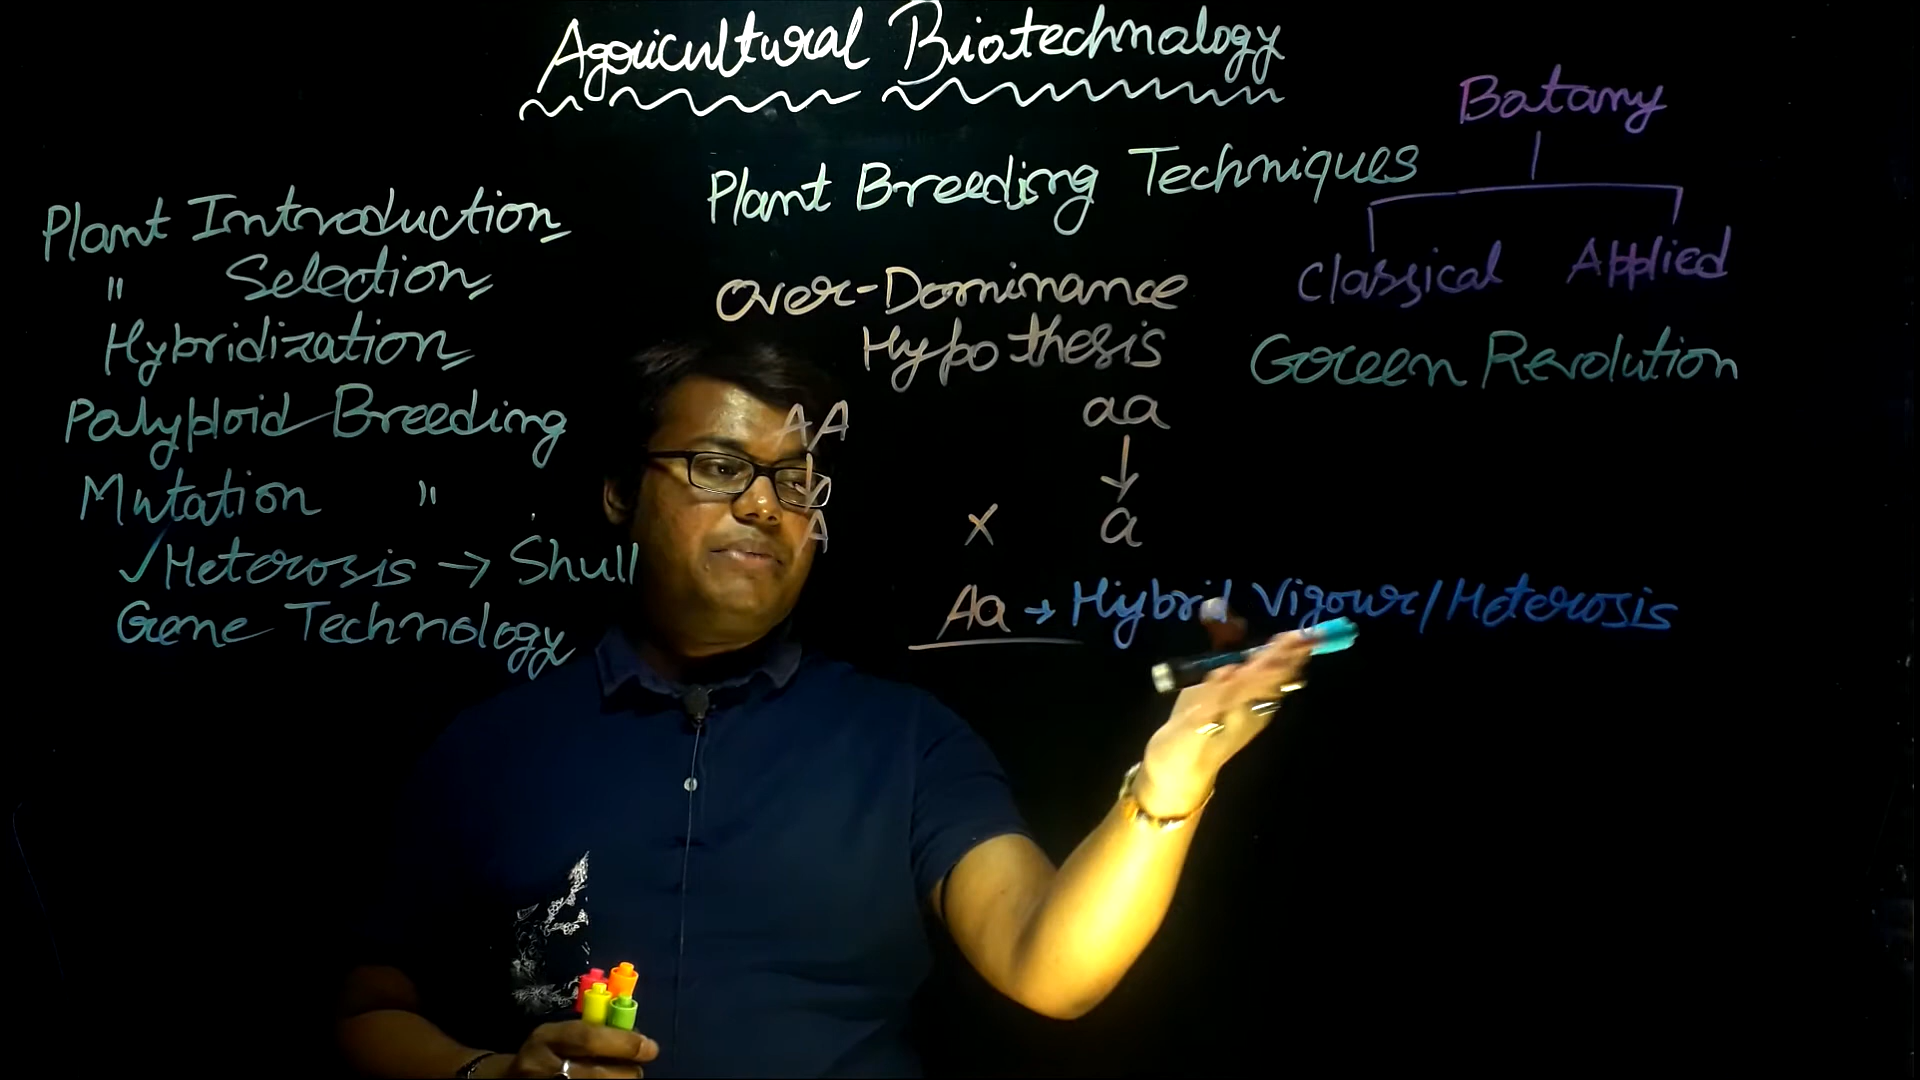 Agricultural Biotechnology
Plant Breeding Techniques
Plant Introduction
" Selection
Hybridization
Polyploid Breeding
Mutation "
✓Heterosis → Shull
Gene Technology
Over-Dominance
Hypothesis
AA aa
↓ ↓
A x a
Aa → Hybrid Vigour/Heterosis
Botany
Classical Applied
Green Revolution